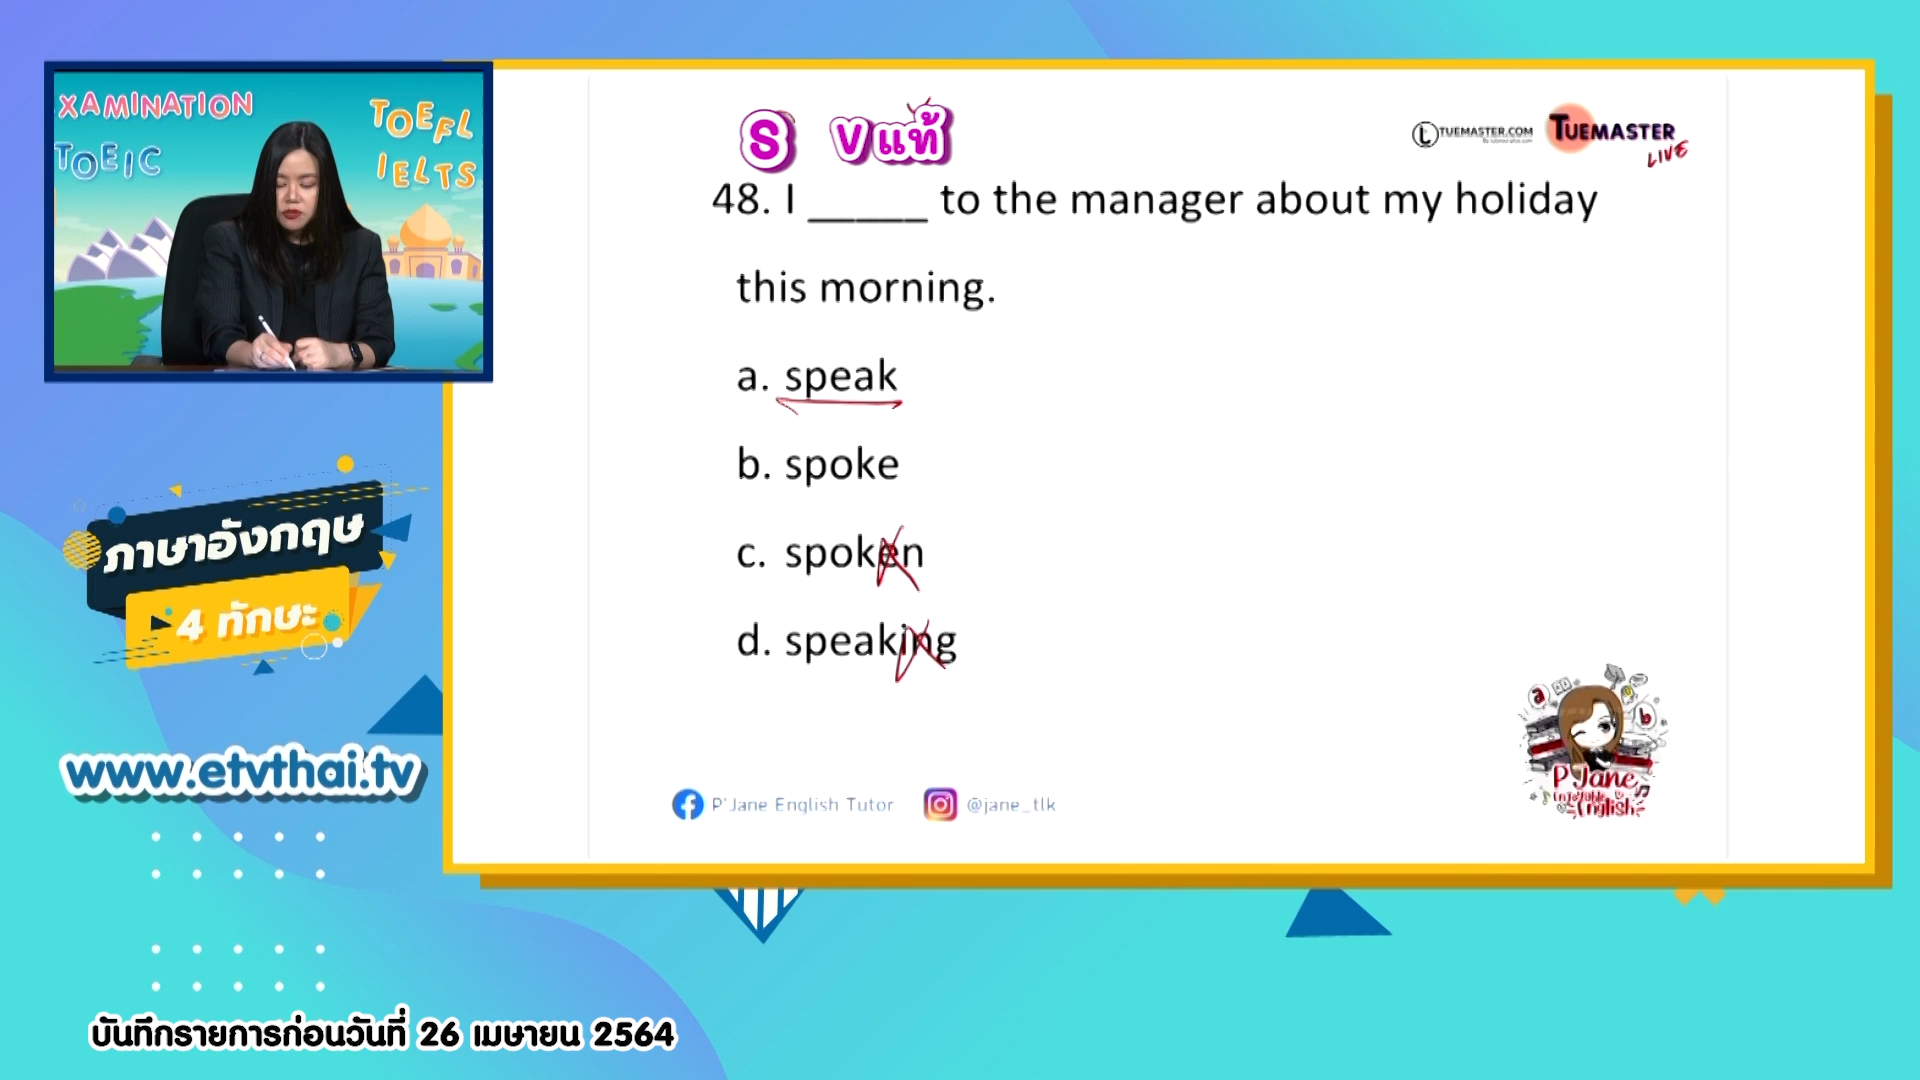 XAMINATION
TOEIC
TOEFL
IELTS
S Vแท้
TUEMASTER.COM
TUEMASTER
LIVE
48. I _____ to the manager about my holiday
this morning.
a. speak
b. spoke
c. spoken
d. speaking
ภาษาอังกฤษ
4 ทักษะ
www.etvthai.tv
a
b
P'Jane
Enjoyable
English
P'Jane English Tutor
@jane_tlk
บันทึกรายการก่อนวันที่ 26 เมษายน 2564